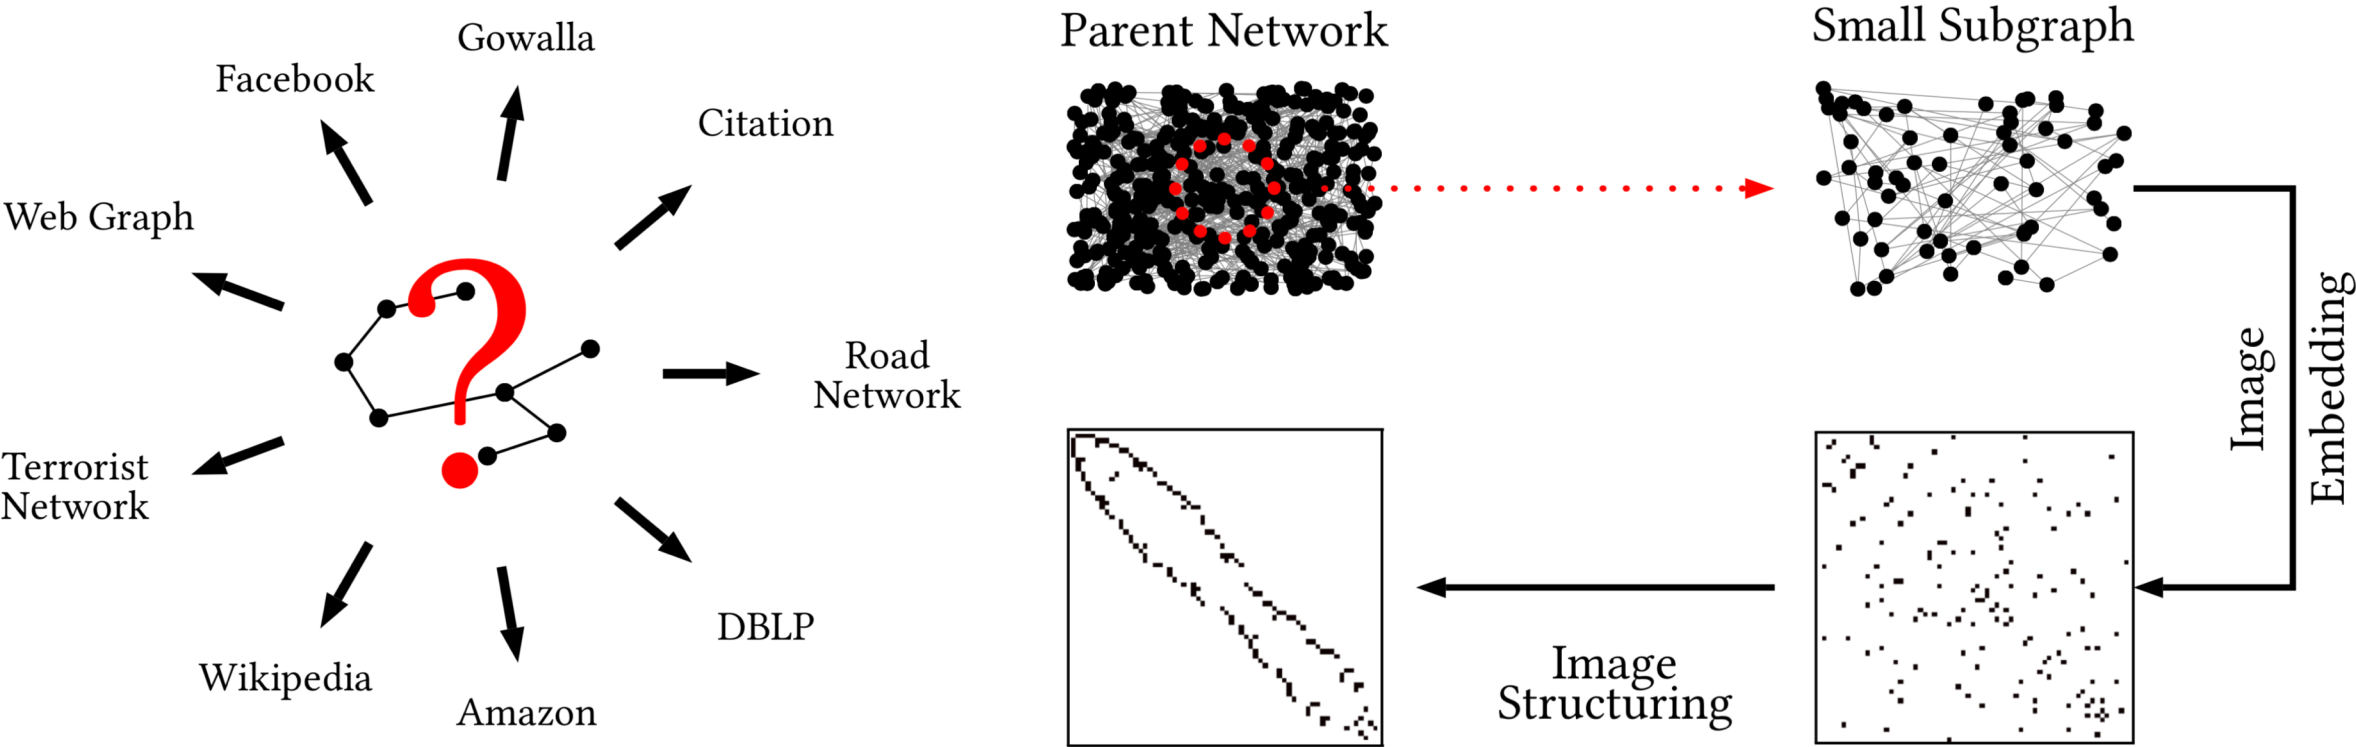 Gowalla
Facebook
Citation
Web Graph
?
Road
Network
Terrorist
Network
DBLP
Wikipedia
Amazon
Parent Network
Small Subgraph
Image
Embedding
Image
Structuring